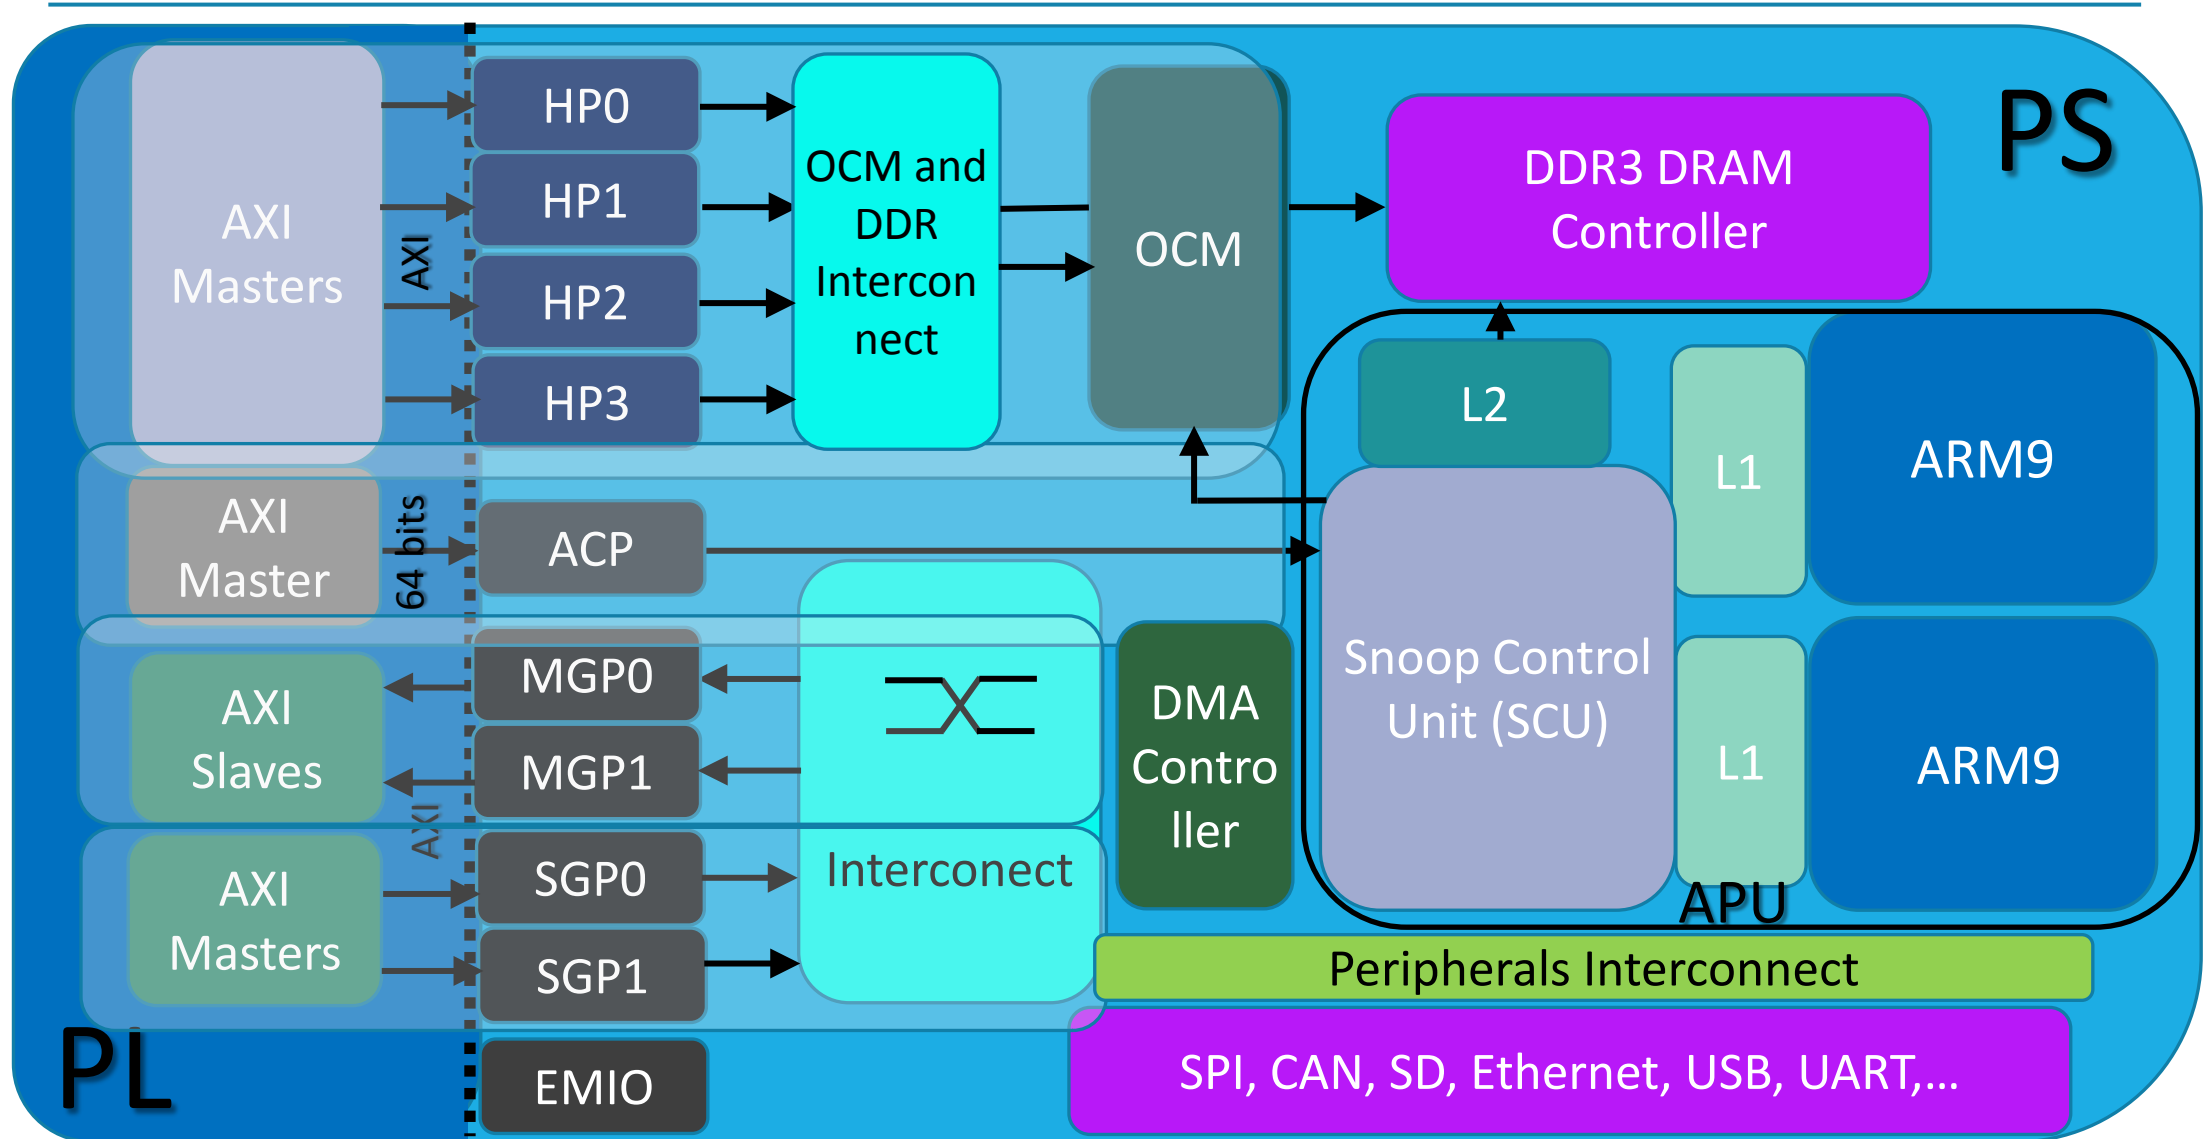 PS
PL
AXI
Masters
AXI
HP0
HP1
HP2
HP3
OCM and
DDR
Intercon
nect
OCM
DDR3 DRAM
Controller
L2
L1
ARM9
AXI
Master
64 bits
ACP
Snoop Control
Unit (SCU)
L1
ARM9
APU
AXI
Slaves
MGP0
MGP1
AXI
DMA
Contro
ller
AXI
Masters
SGP0
SGP1
Interconect
Peripherals Interconnect
EMIO
SPI, CAN, SD, Ethernet, USB, UART,...